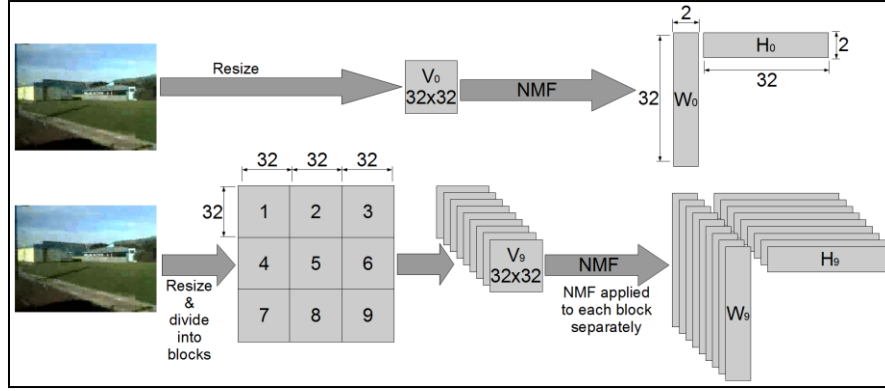 2
Resize
V0
32x32
NMF
32
W0
H0
2
32
32 32 32
32
1 2 3
4 5 6
7 8 9
Resize
&
divide
into
blocks
V9
32x32
NMF
NMF applied
to each block
separately
W9
H9